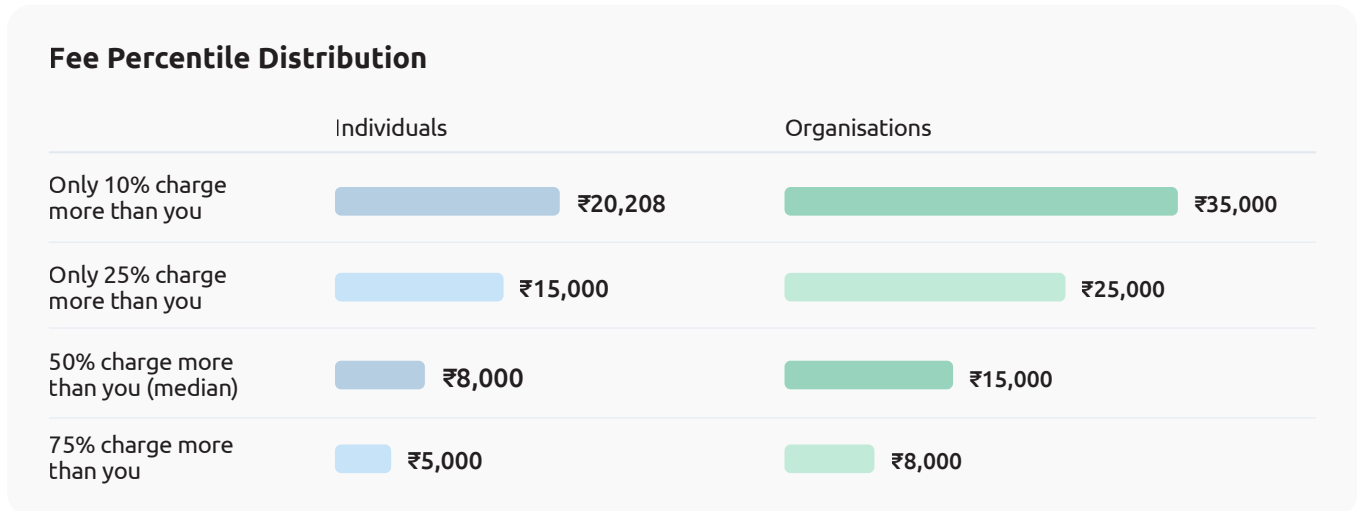 Fee Percentile Distribution
Individuals
Organisations
Only 10% charge
more than you
₹20,208
₹35,000
Only 25% charge
more than you
₹15,000
₹25,000
50% charge more
than you (median)
₹8,000
₹15,000
75% charge more
than you
₹5,000
₹8,000